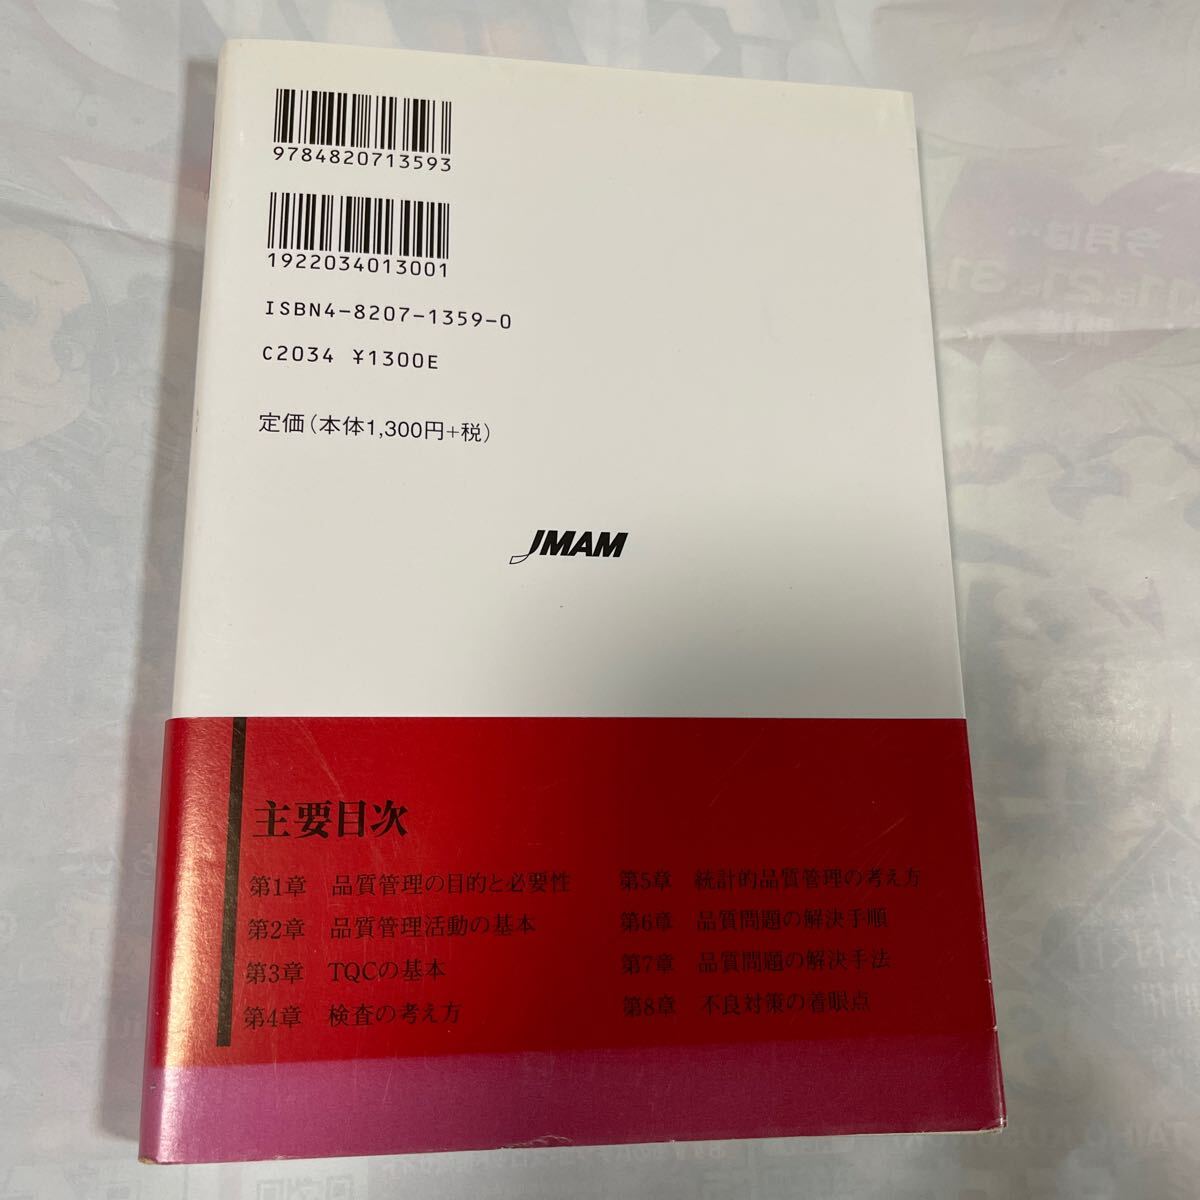 9784820713593
1922034013001
ISBN4-8207-1359-0
C2034 ¥1300E
定価(本体1,300円+税)
JMAM
主要目次
第1章 品質管理の目的と必要性
第2章 品質管理活動の基本
第3章 TQCの基本
第4章 検査の考え方
第5章 統計的品質管理の考え方
第6章 品質問題の解決手順
第7章 品質問題の解決手法
第8章 不良対策の着眼点
今月は…